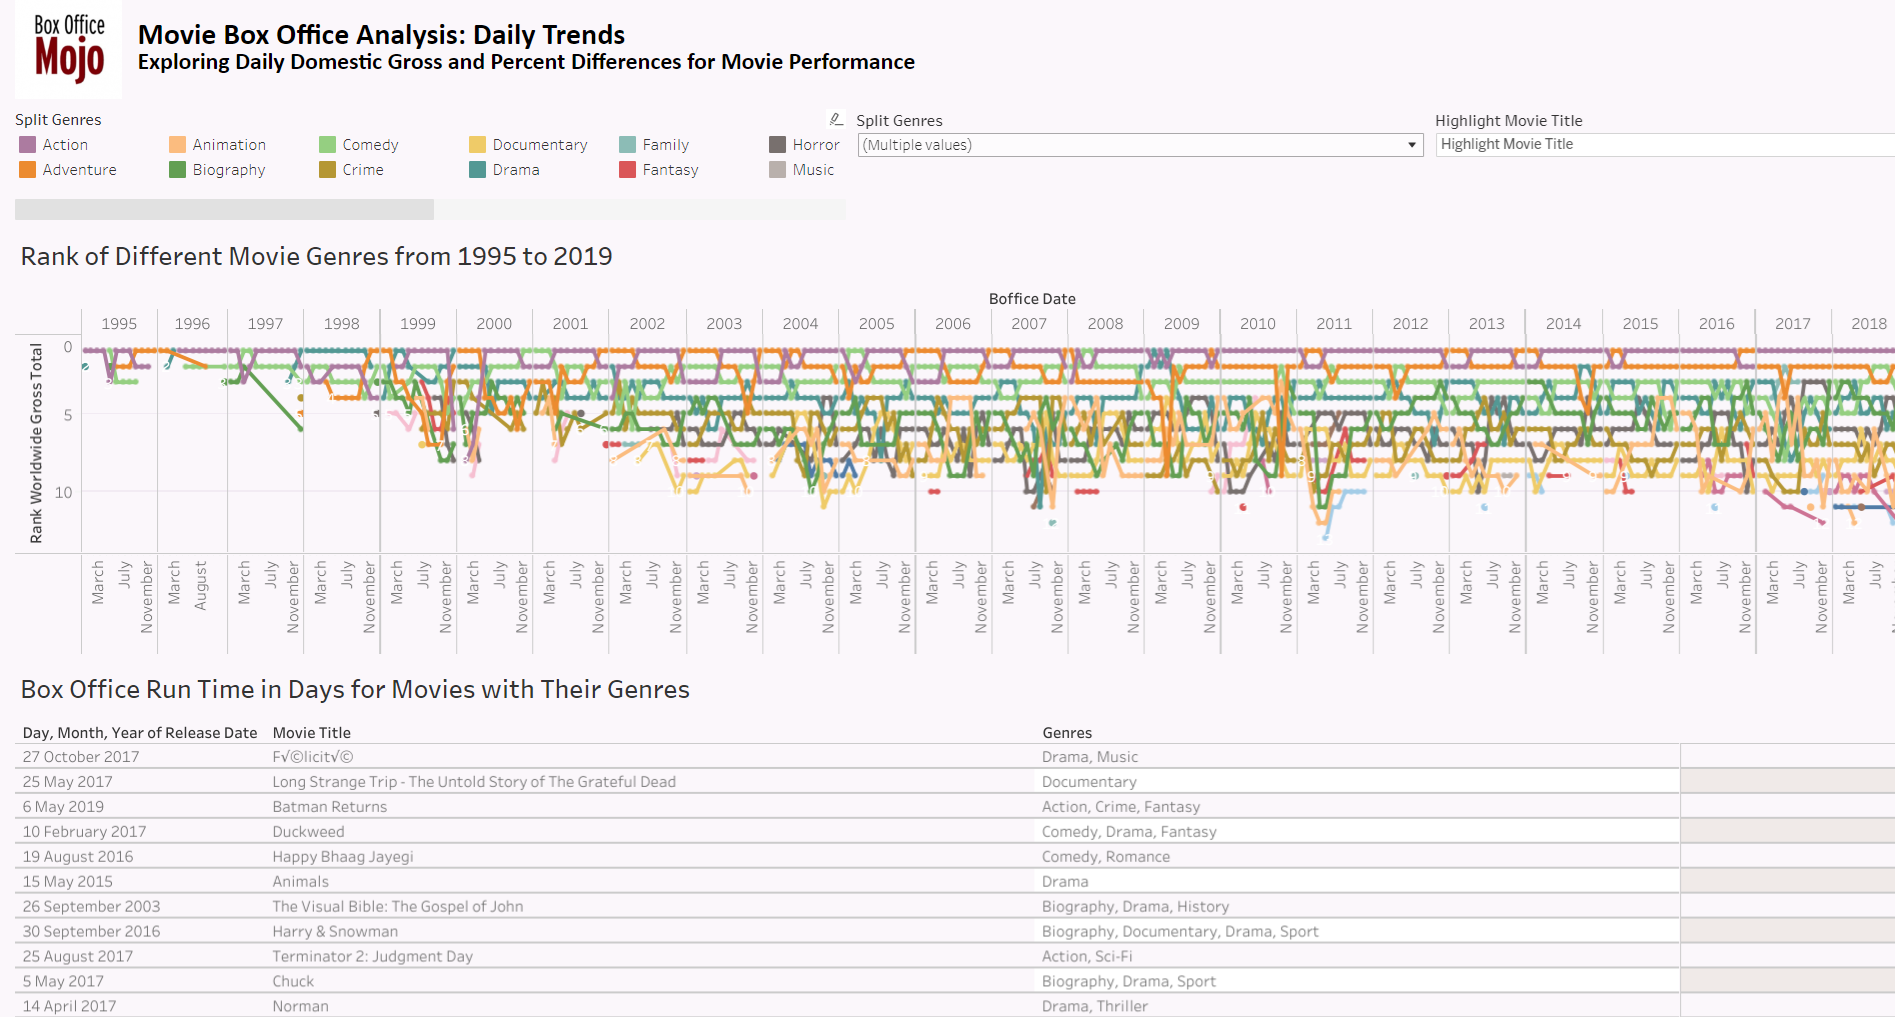 Box Office
Mojo
Movie Box Office Analysis: Daily Trends
Exploring Daily Domestic Gross and Percent Differences for Movie Performance
Split Genres
Action Animation Comedy Documentary Family Horror
Adventure Biography Crime Drama Fantasy Music
Split Genres
(Multiple values)
Highlight Movie Title
Highlight Movie Title
Rank of Different Movie Genres from 1995 to 2019
Boffice Date
1995 1996 1997 1998 1999 2000 2001 2002 2003 2004 2005 2006 2007 2008 2009 2010 2011 2012 2013 2014 2015 2016 2017 2018
Rank Worldwide Gross Total
0
5
10
March July November March August March July November March July November March July November March July November March July November March July November March July November March July November March July November March July November March July November March July November March July November March July November March July November March July November March July November March July November March July November March July November March July November March July
Box Office Run Time in Days for Movies with Their Genres
Day, Month, Year of Release Date Movie Title Genres
27 October 2017 F√©licit√© Drama, Music
25 May 2017 Long Strange Trip - The Untold Story of The Grateful Dead Documentary
6 May 2019 Batman Returns Action, Crime, Fantasy
10 February 2017 Duckweed Comedy, Drama, Fantasy
19 August 2016 Happy Bhaag Jayegi Comedy, Romance
15 May 2015 Animals Drama
26 September 2003 The Visual Bible: The Gospel of John Biography, Drama, History
30 September 2016 Harry & Snowman Biography, Documentary, Drama, Sport
25 August 2017 Terminator 2: Judgment Day Action, Sci-Fi
5 May 2017 Chuck Biography, Drama, Sport
14 April 2017 Norman Drama, Thriller